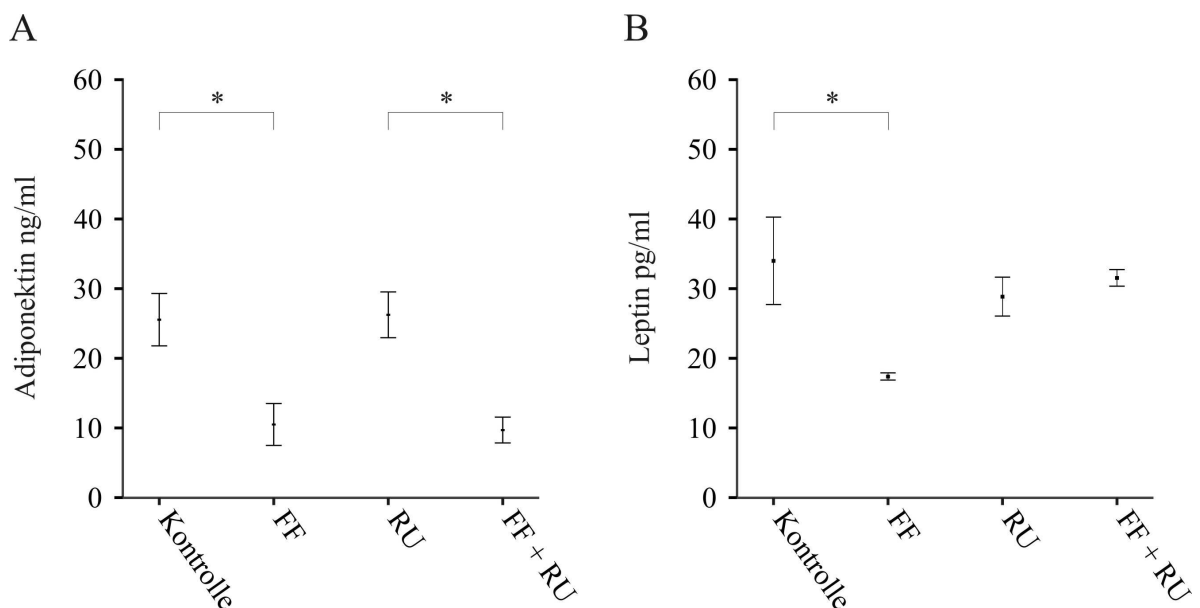 A
Adiponektin ng/ml
60
50
40
30
20
10
0
*
*
Kontrolle
FF
RU
FF + RU
B
Leptin pg/ml
60
50
40
30
20
10
0
*
Kontrolle
FF
RU
FF + RU